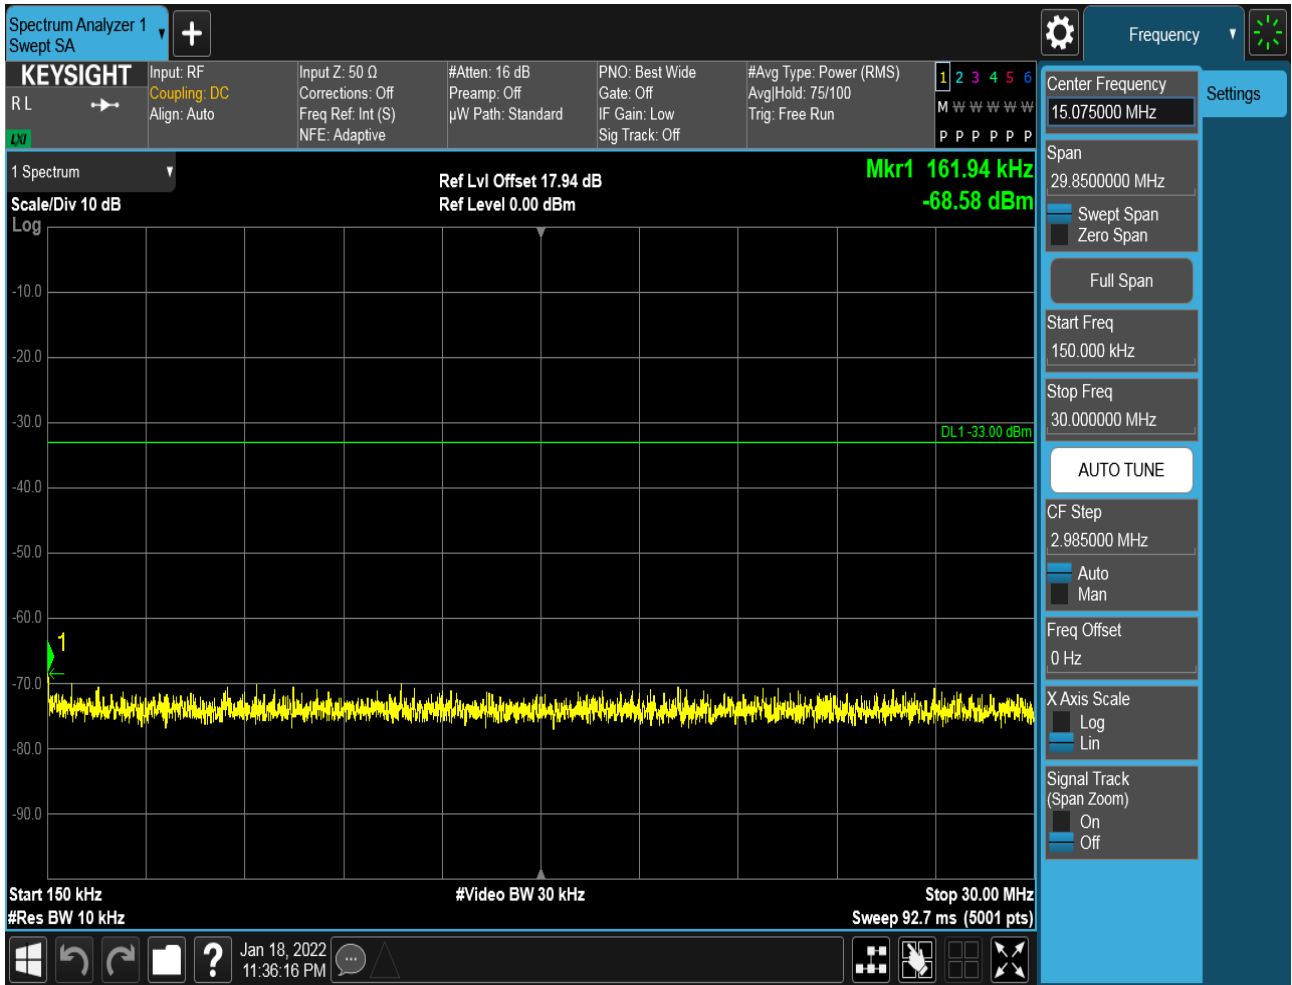 Spectrum Analyzer 1
Swept SA
Frequency
KEYSIGHT
R L
LXI
Input: RF
Coupling: DC
Align: Auto
Input Z: 50 Ω
Corrections: Off
Freq Ref: Int (S)
NFE: Adaptive
#Atten: 16 dB
Preamp: Off
µW Path: Standard
PNO: Best Wide
Gate: Off
IF Gain: Low
Sig Track: Off
#Avg Type: Power (RMS)
Avg|Hold: 75/100
Trig: Free Run
1 2 3 4 5 6
M W W W W W
P P P P P P
1 Spectrum
Scale/Div 10 dB
Log
Ref Lvl Offset 17.94 dB
Ref Level 0.00 dBm
Mkr1 161.94 kHz
-68.58 dBm
-10.0
-20.0
-30.0
DL1 -33.00 dBm
-40.0
-50.0
-60.0
1
-70.0
-80.0
-90.0
Start 150 kHz
#Res BW 10 kHz
#Video BW 30 kHz
Stop 30.00 MHz
Sweep 92.7 ms (5001 pts)
Center Frequency
15.075000 MHz
Settings
Span
29.8500000 MHz
Swept Span
Zero Span
Full Span
Start Freq
150.000 kHz
Stop Freq
30.000000 MHz
AUTO TUNE
CF Step
2.985000 MHz
Auto
Man
Freq Offset
0 Hz
X Axis Scale
Log
Lin
Signal Track
(Span Zoom)
On
Off
?
Jan 18, 2022
11:36:16 PM